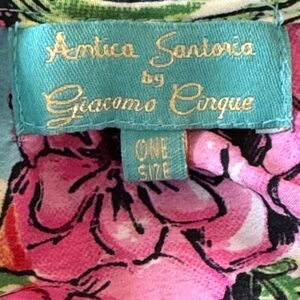 Antica Sartoria
by
Giacomo Cinque
ONE
SIZE